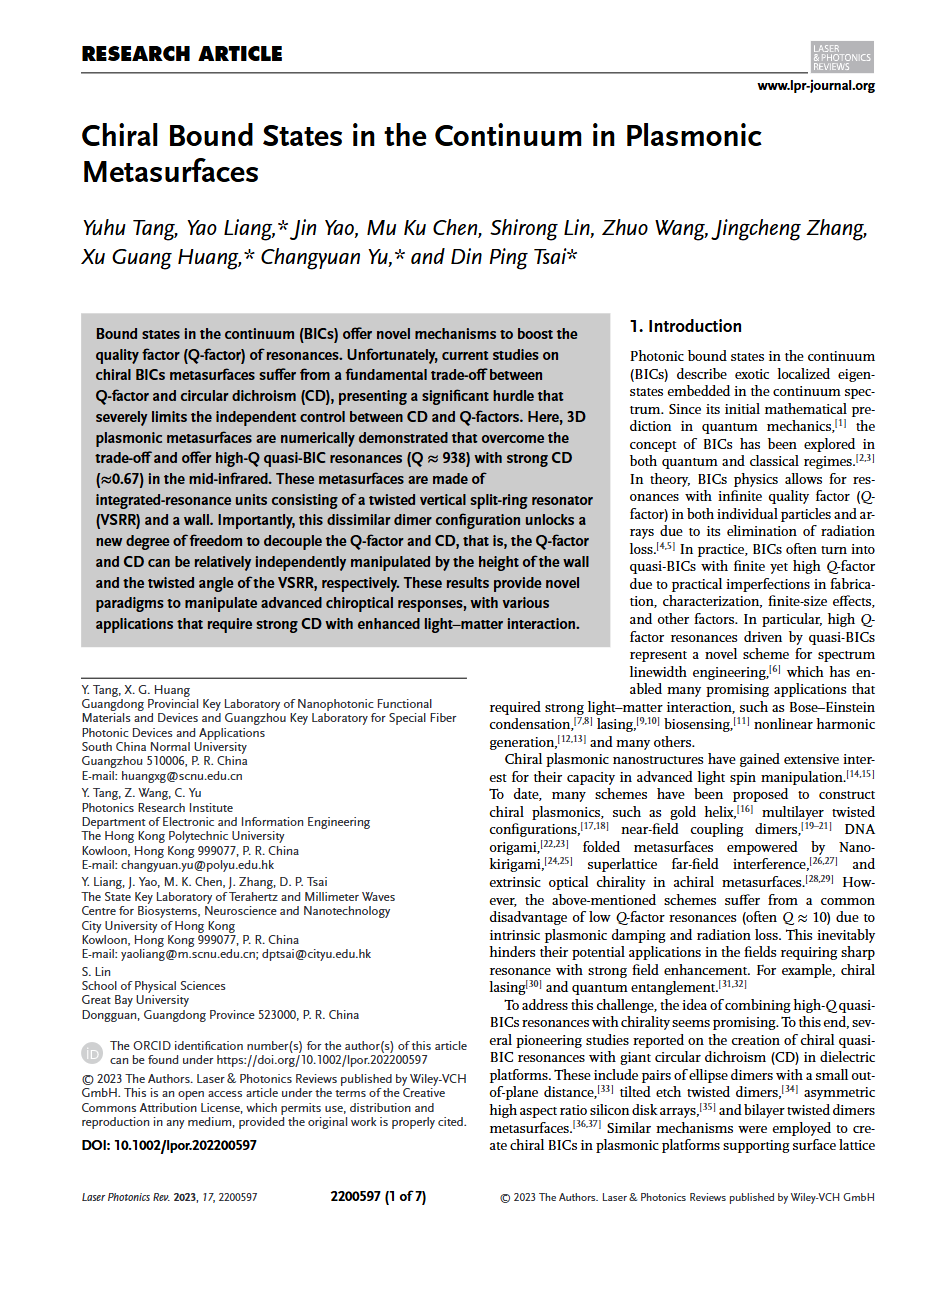 RESEARCH ARTICLE
LASER
& PHOTONICS
REVIEWS
www.lpr-journal.org
Chiral Bound States in the Continuum in Plasmonic
Metasurfaces
Yuhu Tang, Yao Liang,* Jin Yao, Mu Ku Chen, Shirong Lin, Zhuo Wang, Jingcheng Zhang,
Xu Guang Huang,* Changyuan Yu,* and Din Ping Tsai*
Bound states in the continuum (BICs) offer novel mechanisms to boost the
quality factor (Q-factor) of resonances. Unfortunately, current studies on
chiral BICs metasurfaces suffer from a fundamental trade-off between
Q-factor and circular dichroism (CD), presenting a significant hurdle that
severely limits the independent control between CD and Q-factors. Here, 3D
plasmonic metasurfaces are numerically demonstrated that overcome the
trade-off and offer high-Q quasi-BIC resonances (Q ≈ 938) with strong CD
(≈0.67) in the mid-infrared. These metasurfaces are made of
integrated-resonance units consisting of a twisted vertical split-ring resonator
(VSRR) and a wall. Importantly, this dissimilar dimer configuration unlocks a
new degree of freedom to decouple the Q-factor and CD, that is, the Q-factor
and CD can be relatively independently manipulated by the height of the wall
and the twisted angle of the VSRR, respectively. These results provide novel
paradigms to manipulate advanced chiroptical responses, with various
applications that require strong CD with enhanced light–matter interaction.
Y. Tang, X. G. Huang
Guangdong Provincial Key Laboratory of Nanophotonic Functional
Materials and Devices and Guangzhou Key Laboratory for Special Fiber
Photonic Devices and Applications
South China Normal University
Guangzhou 510006, P. R. China
E-mail: huangxg@scnu.edu.cn
Y. Tang, Z. Wang, C. Yu
Photonics Research Institute
Department of Electronic and Information Engineering
The Hong Kong Polytechnic University
Kowloon, Hong Kong 999077, P. R. China
E-mail: changyuan.yu@polyu.edu.hk
Y. Liang, J. Yao, M. K. Chen, J. Zhang, D. P. Tsai
The State Key Laboratory of Terahertz and Millimeter Waves
Centre for Biosystems, Neuroscience and Nanotechnology
City University of Hong Kong
Kowloon, Hong Kong 999077, P. R. China
E-mail: yaoliang@m.scnu.edu.cn; dptsai@cityu.edu.hk
S. Lin
School of Physical Sciences
Great Bay University
Dongguan, Guangdong Province 523000, P. R. China
iD
The ORCID identification number(s) for the author(s) of this article
can be found under https://doi.org/10.1002/lpor.202200597
© 2023 The Authors. Laser & Photonics Reviews published by Wiley-VCH
GmbH. This is an open access article under the terms of the Creative
Commons Attribution License, which permits use, distribution and
reproduction in any medium, provided the original work is properly cited.
DOI: 10.1002/lpor.202200597
1. Introduction
Photonic bound states in the continuum
(BICs) describe exotic localized eigen-
states embedded in the continuum spec-
trum. Since its initial mathematical pre-
diction in quantum mechanics,[1] the
concept of BICs has been explored in
both quantum and classical regimes.[2,3]
In theory, BICs physics allows for res-
onances with infinite quality factor (Q-
factor) in both individual particles and ar-
rays due to its elimination of radiation
loss.[4,5] In practice, BICs often turn into
quasi-BICs with finite yet high Q-factor
due to practical imperfections in fabrica-
tion, characterization, finite-size effects,
and other factors. In particular, high Q-
factor resonances driven by quasi-BICs
represent a novel scheme for spectrum
linewidth engineering,[6] which has en-
abled many promising applications that
required strong light–matter interaction, such as Bose–Einstein
condensation,[7,8] lasing,[9,10] biosensing,[11] nonlinear harmonic
generation,[12,13] and many others.
Chiral plasmonic nanostructures have gained extensive inter-
est for their capacity in advanced light spin manipulation.[14,15]
To date, many schemes have been proposed to construct
chiral plasmonics, such as gold helix,[16] multilayer twisted
configurations,[17,18] near-field coupling dimers,[19–21] DNA
origami,[22,23] folded metasurfaces empowered by Nano-
kirigami,[24,25] superlattice far-field interference,[26,27] and
extrinsic optical chirality in achiral metasurfaces.[28,29] How-
ever, the above-mentioned schemes suffer from a common
disadvantage of low Q-factor resonances (often Q ≈ 10) due to
intrinsic plasmonic damping and radiation loss. This inevitably
hinders their potential applications in the fields requiring sharp
resonance with strong field enhancement. For example, chiral
lasing[30] and quantum entanglement.[31,32]
To address this challenge, the idea of combining high-Q quasi-
BICs resonances with chirality seems promising. To this end, sev-
eral pioneering studies reported on the creation of chiral quasi-
BIC resonances with giant circular dichroism (CD) in dielectric
platforms. These include pairs of ellipse dimers with a small out-
of-plane distance,[33] tilted etch twisted dimers,[34] asymmetric
high aspect ratio silicon disk arrays,[35] and bilayer twisted dimers
metasurfaces.[36,37] Similar mechanisms were employed to cre-
ate chiral BICs in plasmonic platforms supporting surface lattice
Laser Photonics Rev. 2023, 17, 2200597
2200597 (1 of 7)
© 2023 The Authors. Laser & Photonics Reviews published by Wiley-VCH GmbH